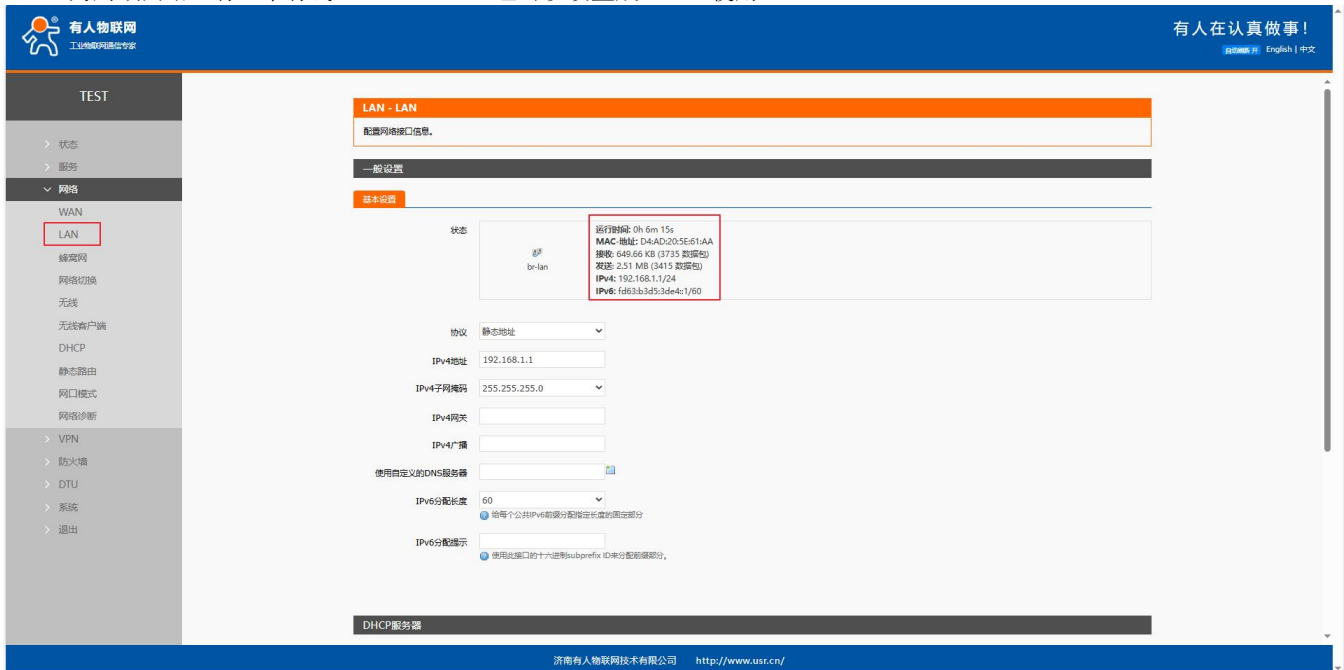 有人物联网
工业物联网通信专家
有人在认真做事！
自动刷新 开 English | 中文
TEST
状态
服务
网络
WAN
LAN
蜂窝网
网络切换
无线
无线客户端
DHCP
静态路由
网口模式
网络诊断
VPN
防火墙
DTU
系统
退出
LAN - LAN
配置网络接口信息。
一般设置
基本设置
状态
br-lan
运行时间: 0h 6m 15s
MAC-地址: D4:AD:20:5E:61:AA
接收: 649.66 KB (3735 数据包)
发送: 2.51 MB (3415 数据包)
IPv4: 192.168.1.1/24
IPv6: fd63:b3d5:3de4::1/60
协议 静态地址
IPv4地址 192.168.1.1
IPv4子网掩码 255.255.255.0
IPv4网关
IPv4广播
使用自定义的DNS服务器
IPv6分配长度 60
给每个公共IPv6前缀分配指定长度的固定部分
IPv6分配提示
使用此接口的十六进制subprefix ID来分配前缀部分。
DHCP服务器
济南有人物联网技术有限公司 http://www.usr.cn/